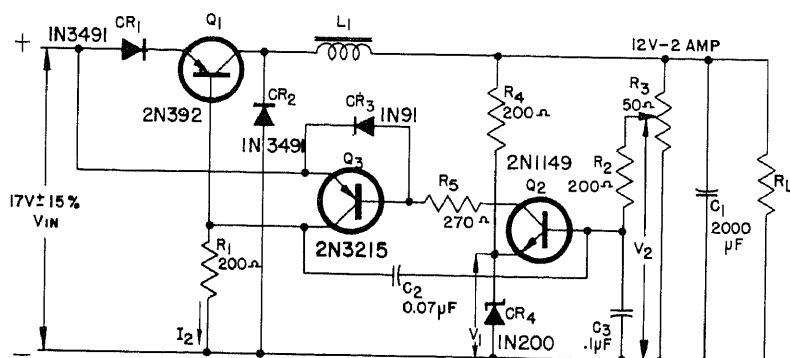 1N3491
CR1
Q1
L1
12V-2 AMP
+
2N392
CR2
1N3491
CR3
1N91
R4
200Ω
R3
50Ω
Q3
2N1149
R2
200Ω
17V±15%
VIN
R5
270Ω
Q2
C1
2000
μF
RL
2N3215
R1
200Ω
V2
C2
0.07μF
I2
V1
CR4
1N200
C3
.1μF
−